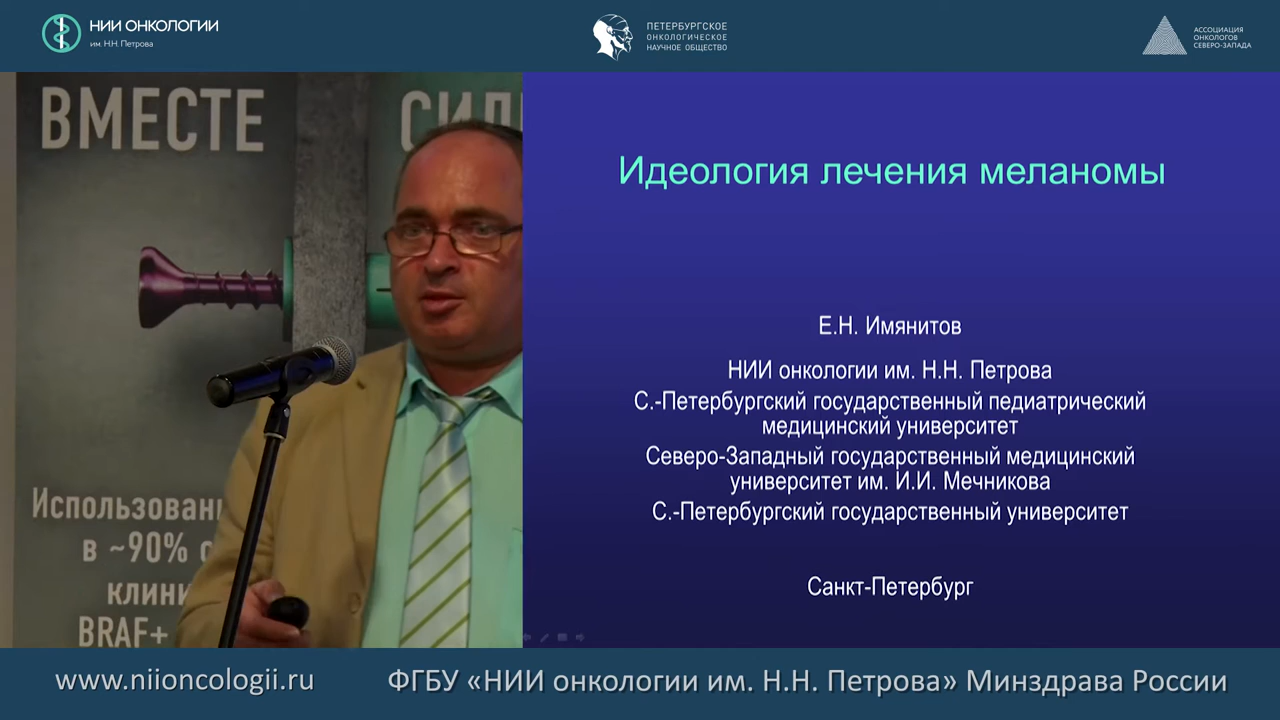 НИИ ОНКОЛОГИИ
им. Н.Н. Петрова
ПЕТЕРБУРГСКОЕ
ОНКОЛОГИЧЕСКОЕ
НАУЧНОЕ ОБЩЕСТВО
АССОЦИАЦИЯ
ОНКОЛОГОВ
СЕВЕРО-ЗАПАДА
ВМЕСТЕ
Идеология лечения меланомы
Е.Н. Имянитов
НИИ онкологии им. Н.Н. Петрова
С.-Петербургский государственный педиатрический
медицинский университет
Северо-Западный государственный медицинский
университет им. И.И. Мечникова
С.-Петербургский государственный университет
Санкт-Петербург
в ~90%
BRAF+
www.niioncologii.ru
ФГБУ «НИИ онкологии им. Н.Н. Петрова» Минздрава России